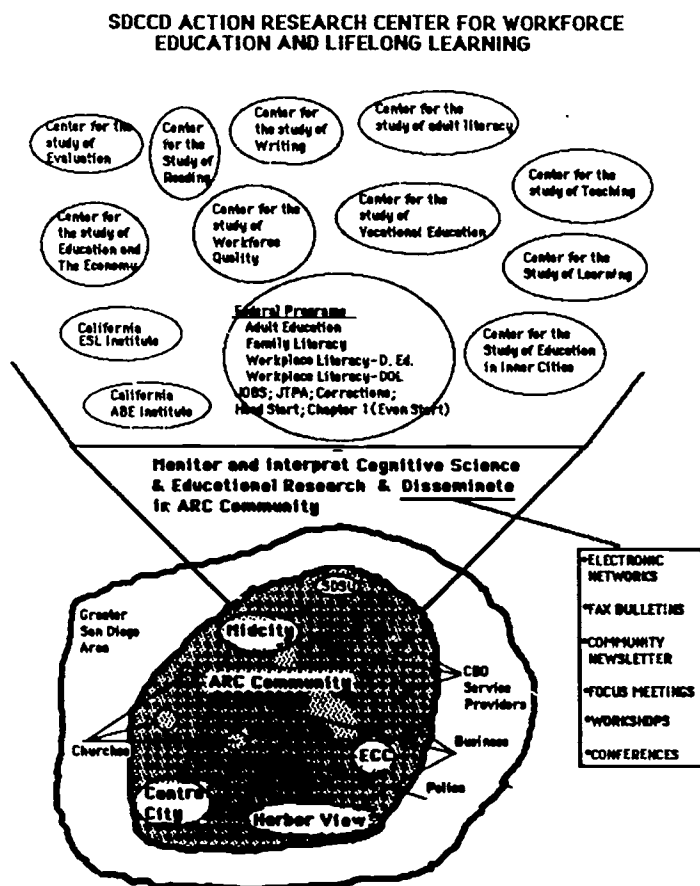 SDCCD ACTION RESEARCH CENTER FOR WORKFORCE
EDUCATION AND LIFELONG LEARNING
Center for the
study of
Evaluation
Center
for the
Study of
Reading
Center for
the study of
Writing
Center for the
study of adult literacy
Center for the
study of Teaching
Center for
the study of
Education and
The Economy
Center for the
study of
Workforce
Quality
Center for the
study of
Vocational Education
Center for the
Study of Learning
California
ESL Institute
Federal Programs
Adult Education
Family Literacy
Workplace Literacy-D. Ed.
Workplace Literacy-DOL
JOBS; JTPA; Corrections;
Head Start; Chapter 1 (Even Start)
Center for the
Study of Education
in Inner Cities
California
ABE Institute
Monitor and Interpret Cognitive Science
& Educational Research & Disseminate
in ARC Community
*ELECTRONIC
NETWORKS
*FAX BULLETINS
*COMMUNITY
NEWSLETTER
*FOCUS MEETINGS
*WORKSHOPS
*CONFERENCES
Greater
San Diego
Area
SDSU
Midcity
ARC Community
CBO
Service
Providers
Churches
ECC
Business
Police
Centre
City
Harbor View